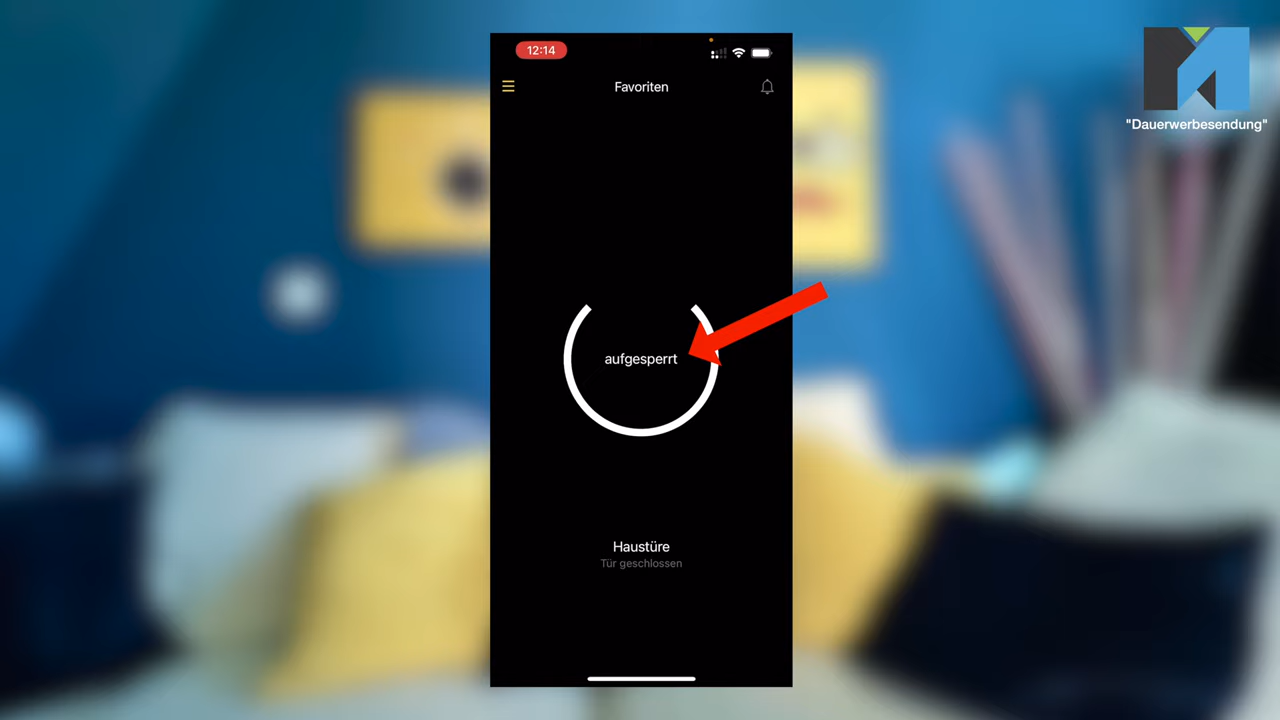 12:14
Favoriten
"Dauerwerbesendung"
aufgesperrt
Haustüre
Tür geschlossen